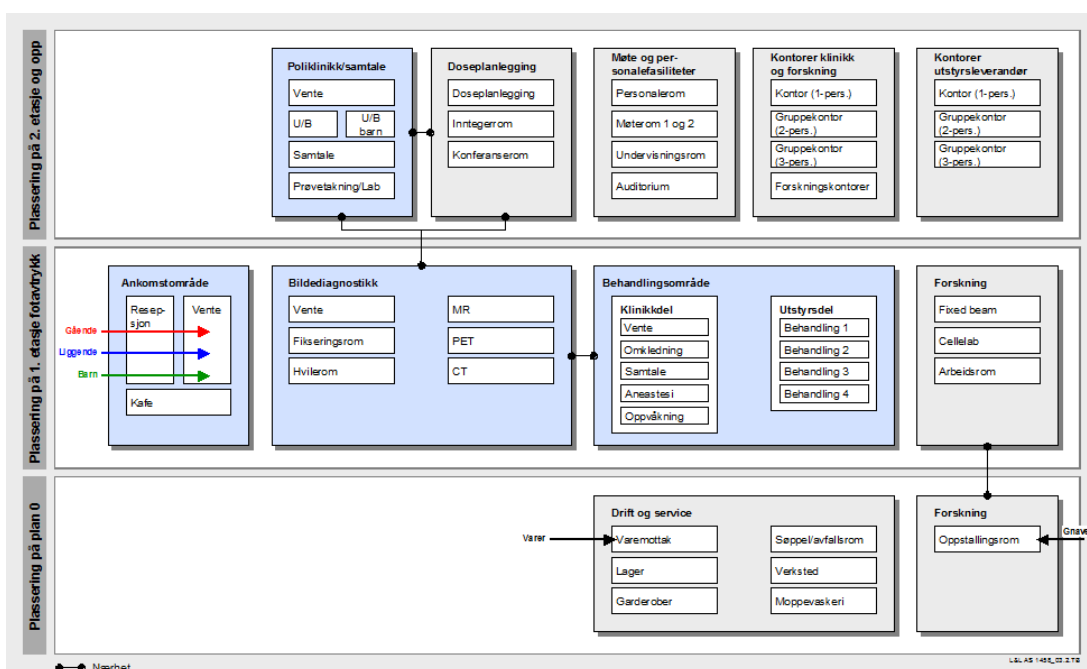 Plassering på 2. etasje og opp
Poliklinikk/samtale
Vente
U/B
U/B
barn
Samtale
Prøvetakning/Lab
Doseplanlegging
Doseplanlegging
Inntegerrom
Konferanserom
Møte og per-
sonalefasiliteter
Personalerom
Møterom 1 og 2
Undervisningsrom
Auditorium
Kontorer klinikk
og forskning
Kontor (1-pers.)
Gruppekontor
(2-pers.)
Gruppekontor
(3-pers.)
Forskningskontorer
Kontorer
utstyrsleverandør
Kontor (1-pers.)
Gruppekontor
(2-pers.)
Gruppekontor
(3-pers.)
Plassering på 1. etasje fotavtrykk
Gående
Liggende
Barn
Ankomstområde
Resep-
sjon
Vente
Kafe
Bildediagnostikk
Vente
Fikseringsrom
Hvilerom
MR
PET
CT
Behandlingsområde
Klinikkdel
Vente
Omkledning
Samtale
Aneastesi
Oppvåkning
Utstyrsdel
Behandling 1
Behandling 2
Behandling 3
Behandling 4
Forskning
Fixed beam
Cellelab
Arbeidsrom
Plassering på plan 0
Varer
Drift og service
Varemottak
Lager
Garderober
Søppel/avfallsrom
Verksted
Moppevaskeri
Forskning
Oppstallingsrom
Gnave
Nærhet